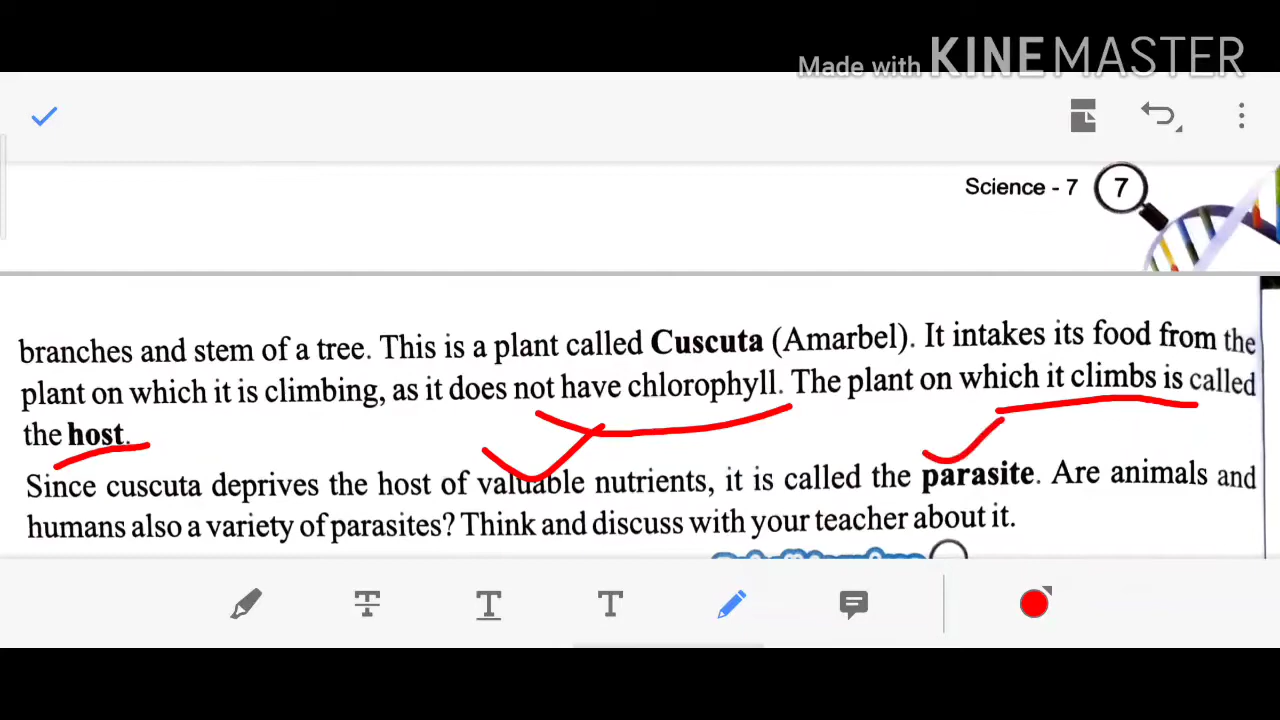 Made with KINEMASTER
Science - 7 7
branches and stem of a tree. This is a plant called Cuscuta (Amarbel). It intakes its food from the
plant on which it is climbing, as it does not have chlorophyll. The plant on which it climbs is called
the host.
Since cuscuta deprives the host of valuable nutrients, it is called the parasite. Are animals and
humans also a variety of parasites? Think and discuss with your teacher about it.
T T T